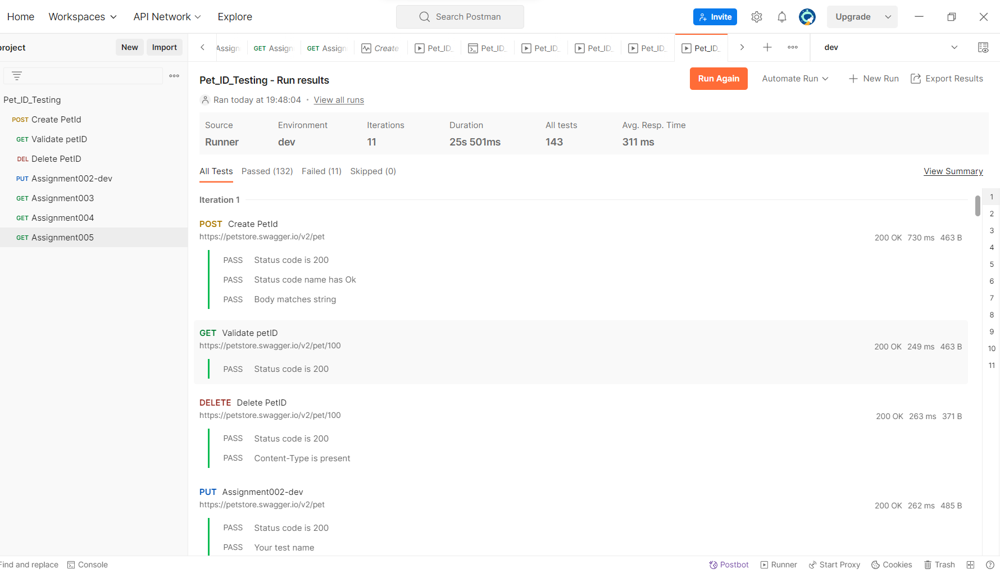 Home Workspaces API Network Explore Search Postman Invite Upgrade
project New Import Assign GET Assign GET Assign Create Pet_ID_ Pet_ID_ Pet_ID_ Pet_ID_ Pet_ID_ Pet_ID_ dev
Pet_ID_Testing
POST Create PetId
GET Validate petID
DEL Delete PetID
PUT Assignment002-dev
GET Assignment003
GET Assignment004
GET Assignment005
Pet_ID_Testing - Run results
Run Again Automate Run New Run Export Results
Ran today at 19:48:04 · View all runs
Source Environment Iterations Duration All tests Avg. Resp. Time
Runner dev 11 25s 501ms 143 311 ms
All Tests Passed (132) Failed (11) Skipped (0) View Summary
Iteration 1
POST Create PetId
https://petstore.swagger.io/v2/pet
200 OK 730 ms 463 B
PASS Status code is 200
PASS Status code name has Ok
PASS Body matches string
GET Validate petID
https://petstore.swagger.io/v2/pet/100
200 OK 249 ms 463 B
PASS Status code is 200
DELETE Delete PetID
https://petstore.swagger.io/v2/pet/100
200 OK 263 ms 371 B
PASS Status code is 200
PASS Content-Type is present
PUT Assignment002-dev
https://petstore.swagger.io/v2/pet
200 OK 262 ms 485 B
PASS Status code is 200
PASS Your test name
1
2
3
4
5
6
7
8
9
10
11
Find and replace Console Postbot Runner Start Proxy Cookies Trash